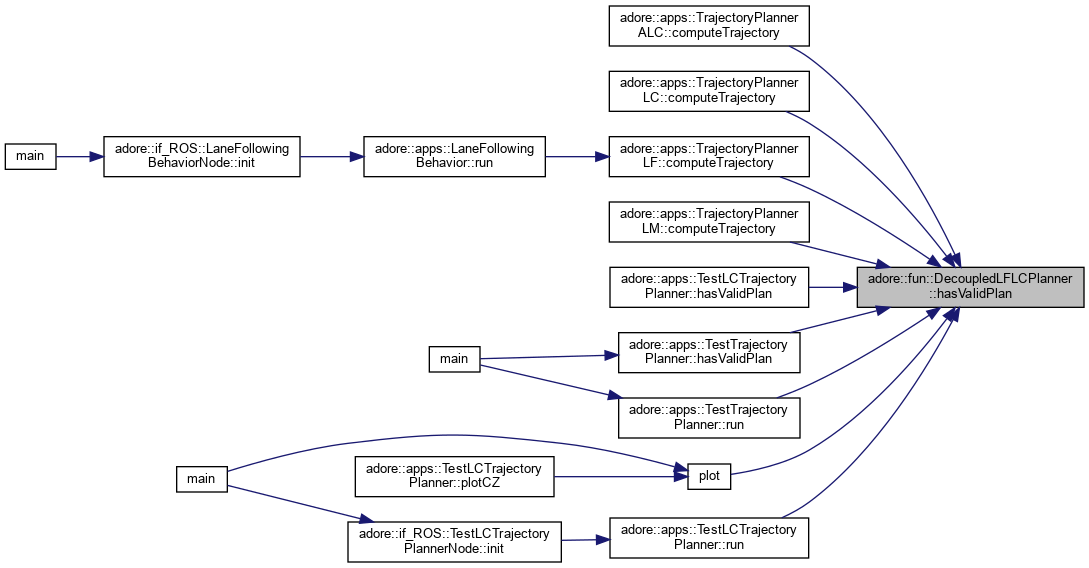 adore::apps::TrajectoryPlanner
ALC::computeTrajectory
adore::apps::TrajectoryPlanner
LC::computeTrajectory
main
adore::if_ROS::LaneFollowing
BehaviorNode::init
adore::apps::LaneFollowing
Behavior::run
adore::apps::TrajectoryPlanner
LF::computeTrajectory
adore::apps::TrajectoryPlanner
LM::computeTrajectory
adore::apps::TestLCTrajectory
Planner::hasValidPlan
adore::fun::DecoupledLFLCPlanner
::hasValidPlan
main
adore::apps::TestTrajectory
Planner::hasValidPlan
adore::apps::TestTrajectory
Planner::run
main
adore::apps::TestLCTrajectory
Planner::plotCZ
plot
adore::if_ROS::TestLCTrajectory
PlannerNode::init
adore::apps::TestLCTrajectory
Planner::run